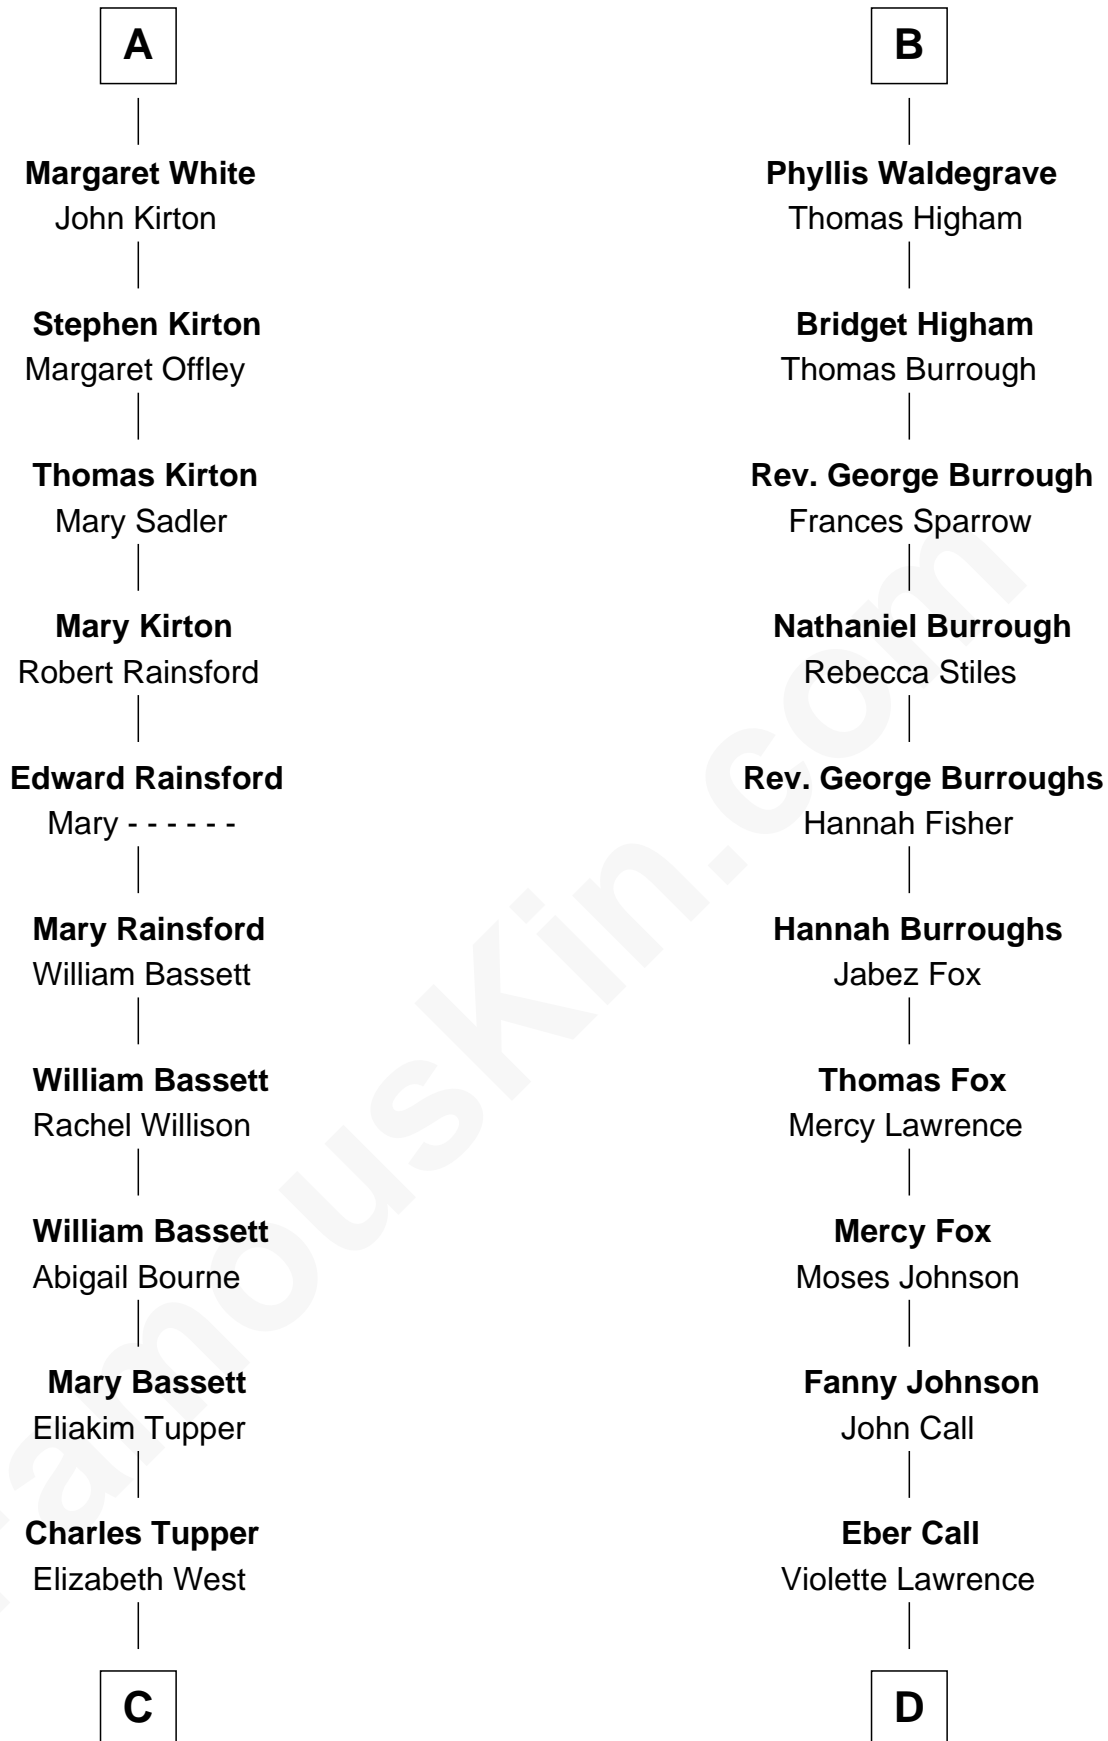 A
Margaret White
John Kirton
Stephen Kirton
Margaret Offley
Thomas Kirton
Mary Sadler
Mary Kirton
Robert Rainsford
Edward Rainsford
Mary - - - - - -
Mary Rainsford
William Bassett
William Bassett
Rachel Willison
William Bassett
Abigail Bourne
Mary Bassett
Eliakim Tupper
Charles Tupper
Elizabeth West
C
B
Phyllis Waldegrave
Thomas Higham
Bridget Higham
Thomas Burrough
Rev. George Burrough
Frances Sparrow
Nathaniel Burrough
Rebecca Stiles
Rev. George Burroughs
Hannah Fisher
Hannah Burroughs
Jabez Fox
Thomas Fox
Mercy Lawrence
Mercy Fox
Moses Johnson
Fanny Johnson
John Call
Eber Call
Violette Lawrence
D
FamousKin.com